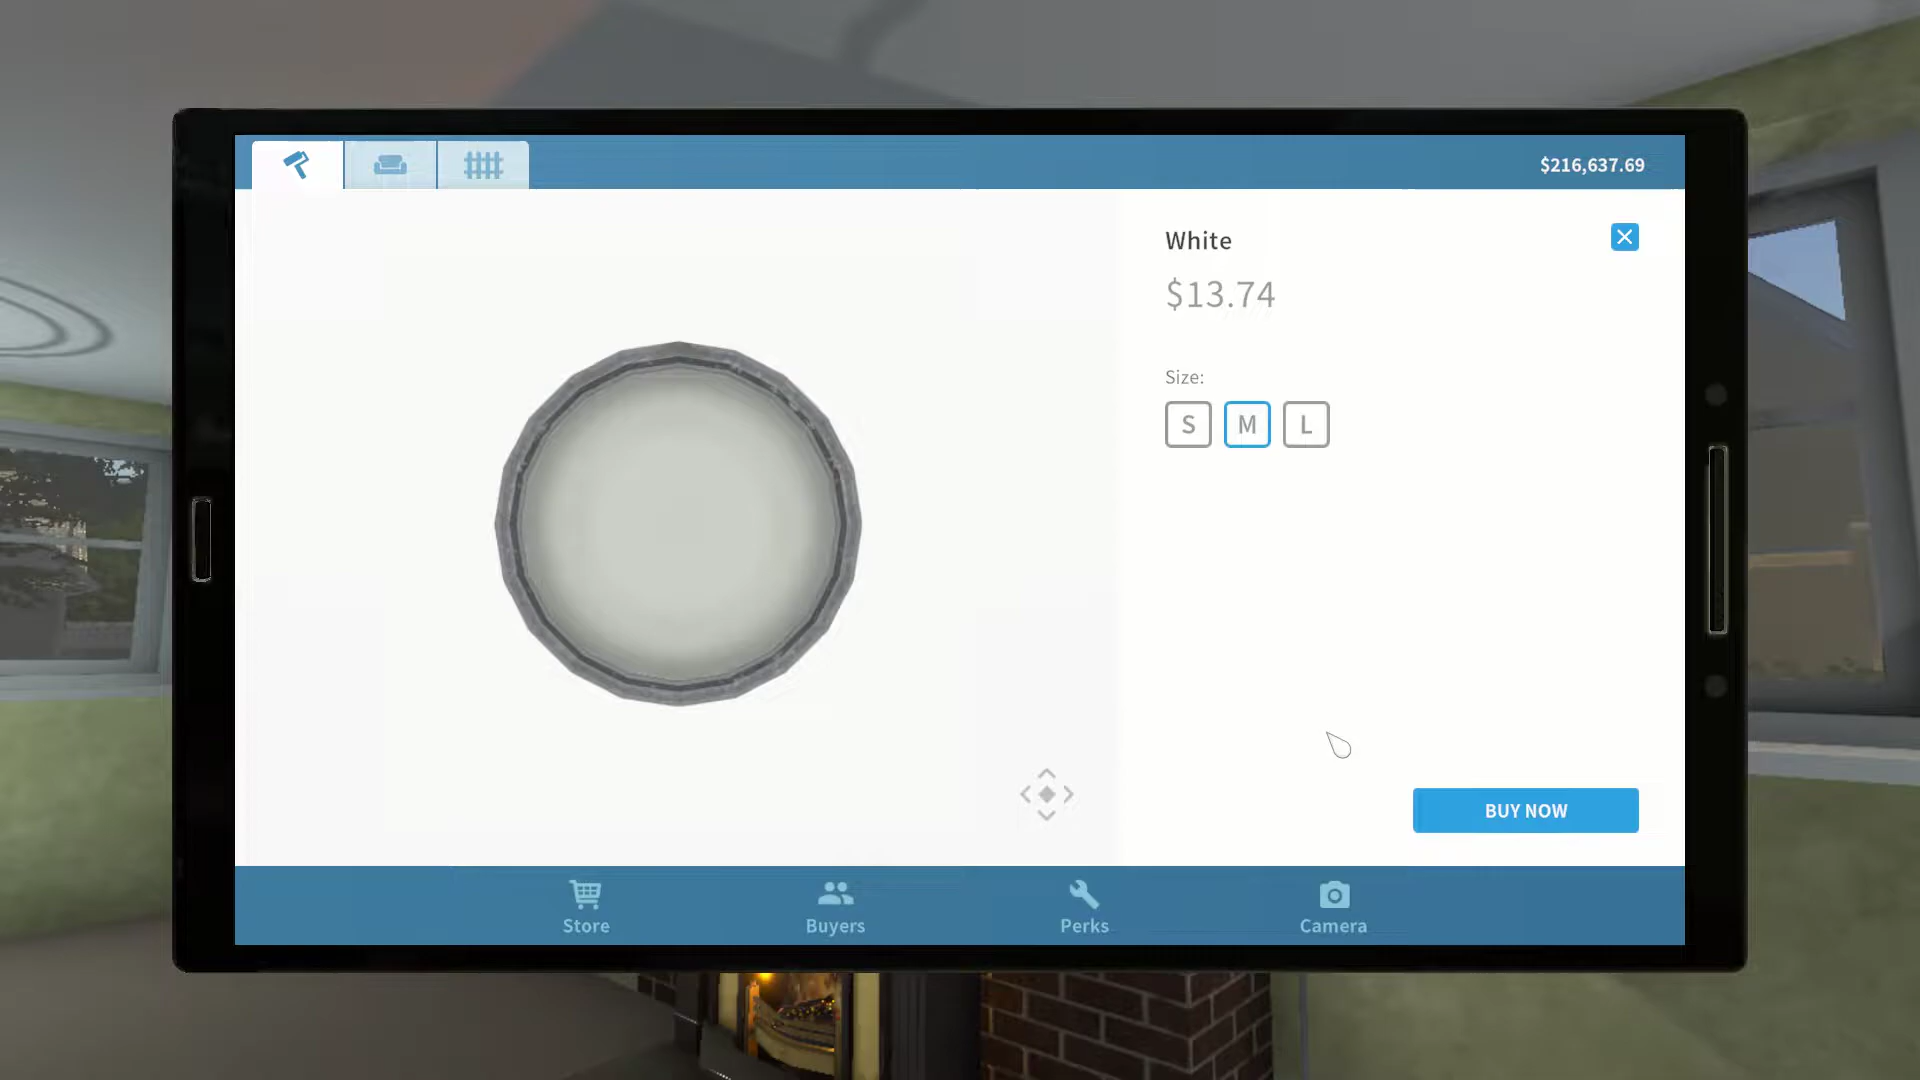 $216,637.69
White
$13.74
Size:
S M L
BUY NOW
Store Buyers Perks Camera